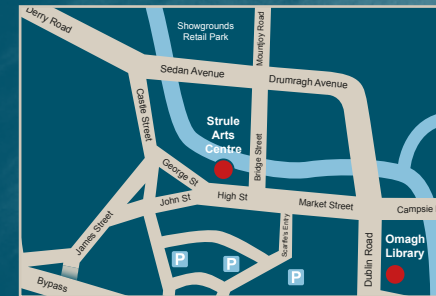 Derry Road
Showgrounds
Retail Park
Mountjoy Road
Sedan Avenue
Drumragh Avenue
Castle Street
Strule
Arts
Centre
Bridge Street
George St
John St
High St
Market Street
Campsie
James Street
Scarffe's Entry
Dublin Road
Omagh
Library
P
P
P
Bypass